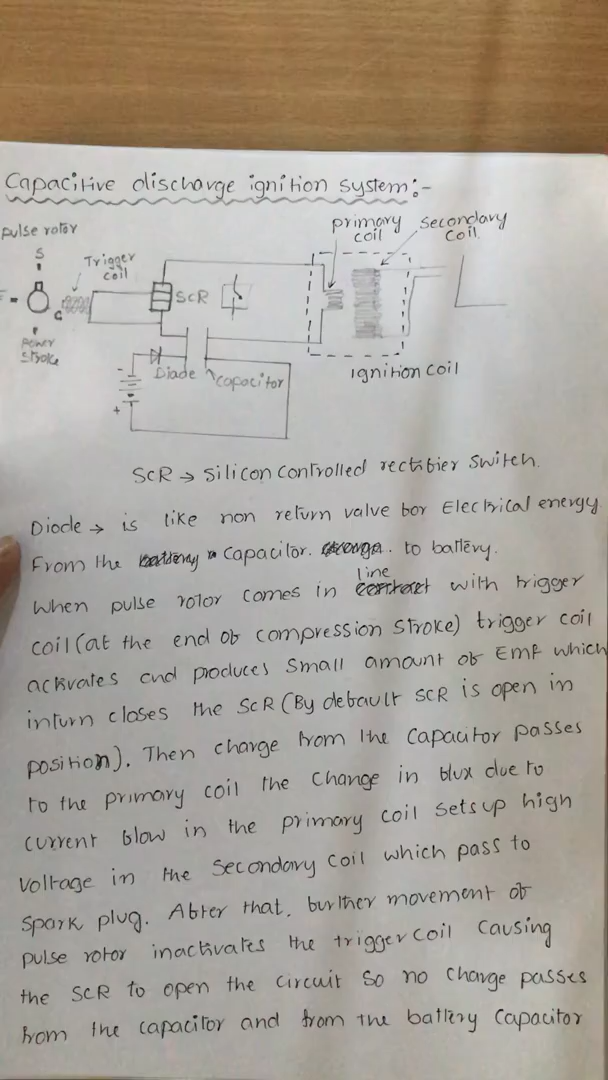 Capacitive discharge ignition system:-
pulse rotor
primary coil
Secondary coil.
S
Trigger coil
SCR
C
power stroke
-
+
Diode
capacitor
ignition coil
SCR → Silicon controlled rectifier switch.
Diode → is like non return valve for Electrical energy.
From the Capacitor. to battery.
When pulse rotor comes in line with trigger
coil (at the end of compression stroke) trigger coil
activates and produces small amount of Emf which
inturn closes the SCR (By default SCR is open in
position). Then charge from the Capacitor passes
to the primary coil the change in flux due to
current flow in the primary coil sets up high
voltage in the Secondary coil which pass to
spark plug. After that, further movement of
pulse rotor inactivates the trigger coil Causing
the SCR to open the circuit So no charge passes
from the capacitor and from the battery Capacitor